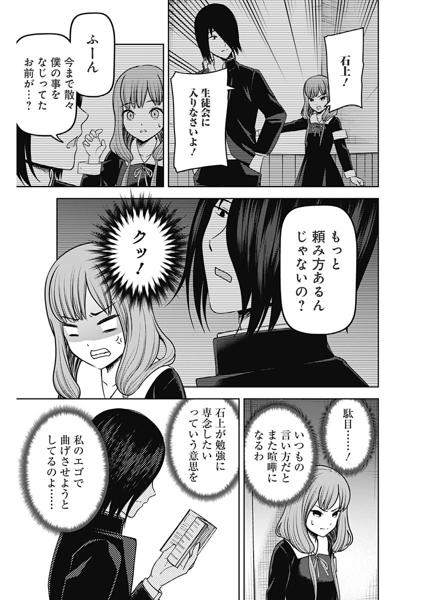 石上！
生徒会に
入りなさいよ！
ふーん
今まで散々
僕の事を
なじってた
お前が…？
もっと
頼み方あるん
じゃないの？
クッ！
駄目……！
いつもの
言い方だと
また喧嘩に
なるわ
石上が勉強に
専念したい
っていう意思を
私のエゴで
曲げさせようと
してるのよ……